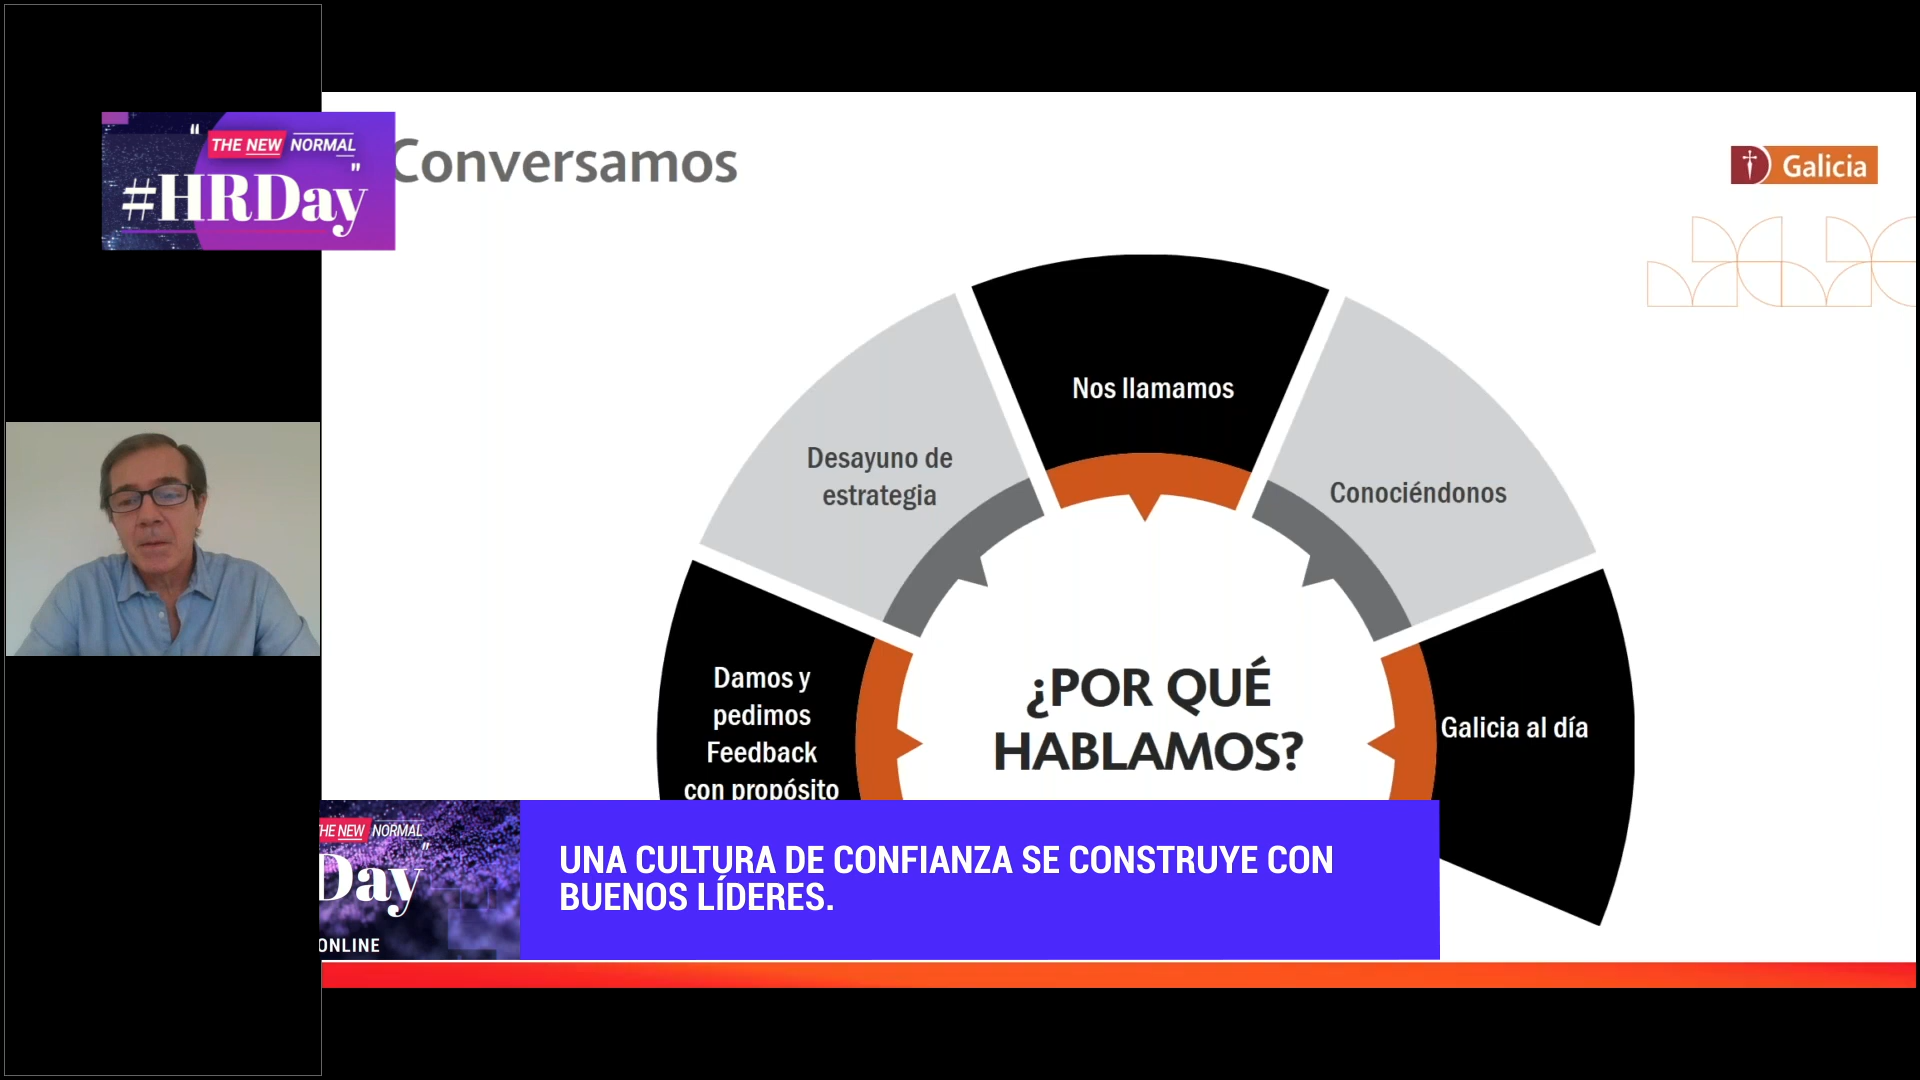 "THE NEW NORMAL"
#HRDay
Conversamos
Galicia
Nos llamamos
Desayuno de
estrategia
Conociéndonos
Damos y
pedimos
Feedback
con propósito
¿POR QUÉ
HABLAMOS?
Galicia al día
HE NEW NORMAL"
Day
ONLINE
UNA CULTURA DE CONFIANZA SE CONSTRUYE CON
BUENOS LÍDERES.